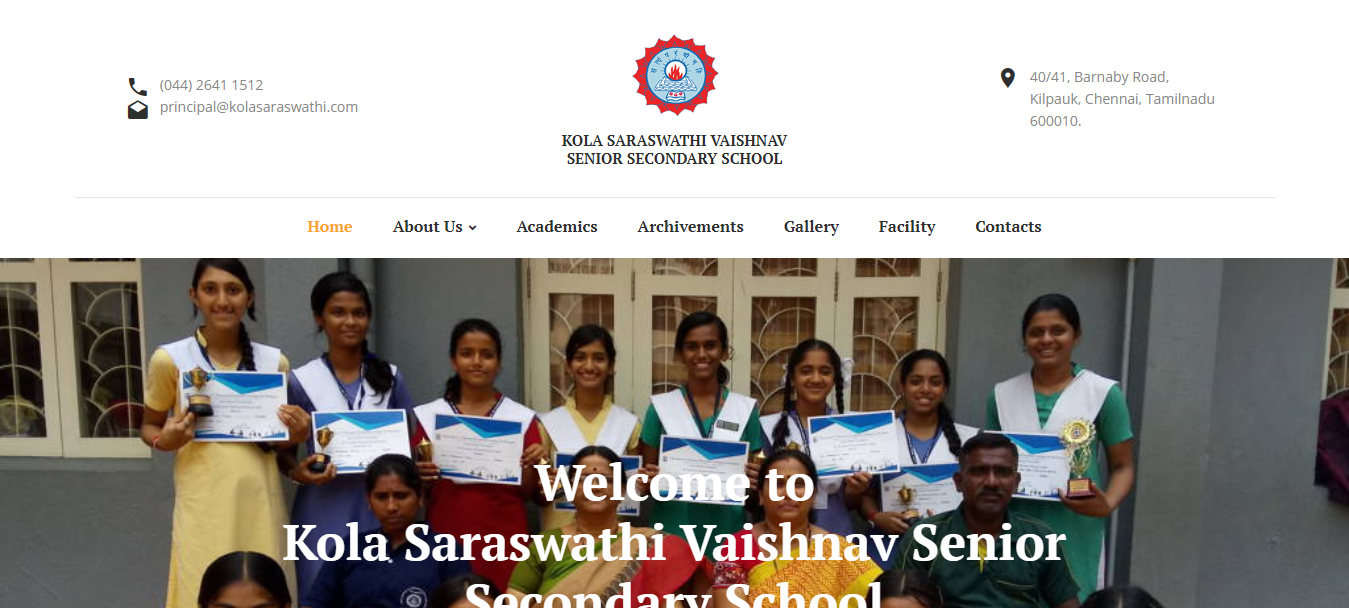 (044) 2641 1512
principal@kolasaraswathi.com
KOLA SARASWATHI VAISHNAV
SENIOR SECONDARY SCHOOL
40/41, Barnaby Road,
Kilpauk, Chennai, Tamilnadu
600010.
Home
About Us
Academics
Archivements
Gallery
Facility
Contacts
Welcome to
Kola Saraswathi Vaishnav Senior
Secondary School